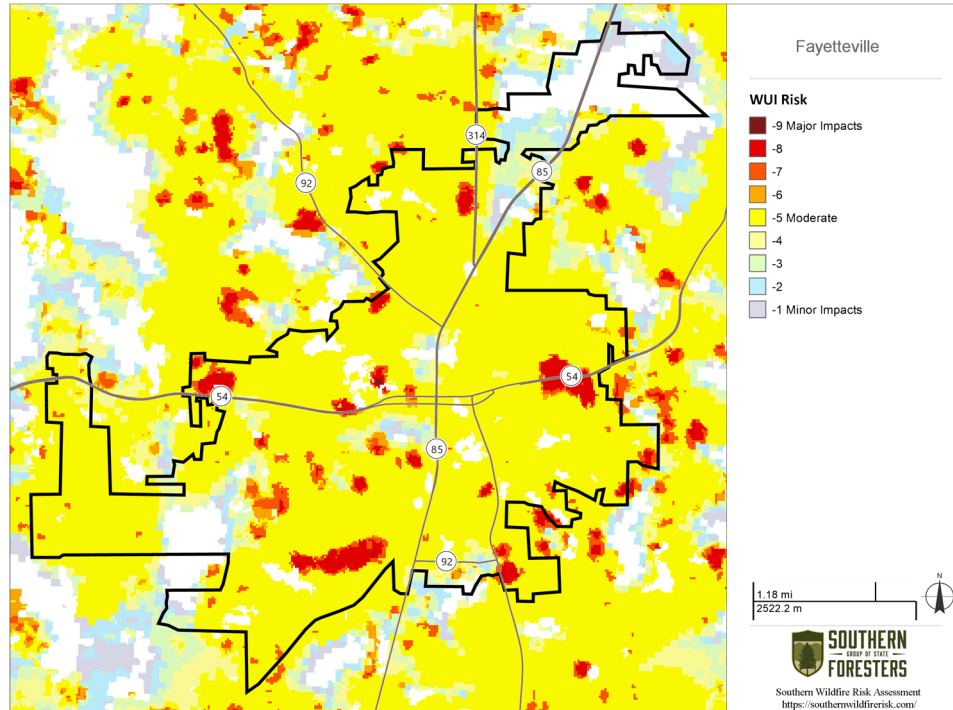 Fayetteville
WUI Risk
-9 Major Impacts
-8
-7
-6
-5 Moderate
-4
-3
-2
-1 Minor Impacts
314
85
92
54
54
85
92
N
1.18 mi
2522.2 m
SOUTHERN
GROUP OF STATE
FORESTERS
Southern Wildfire Risk Assessment
https://southernwildfirerisk.com/